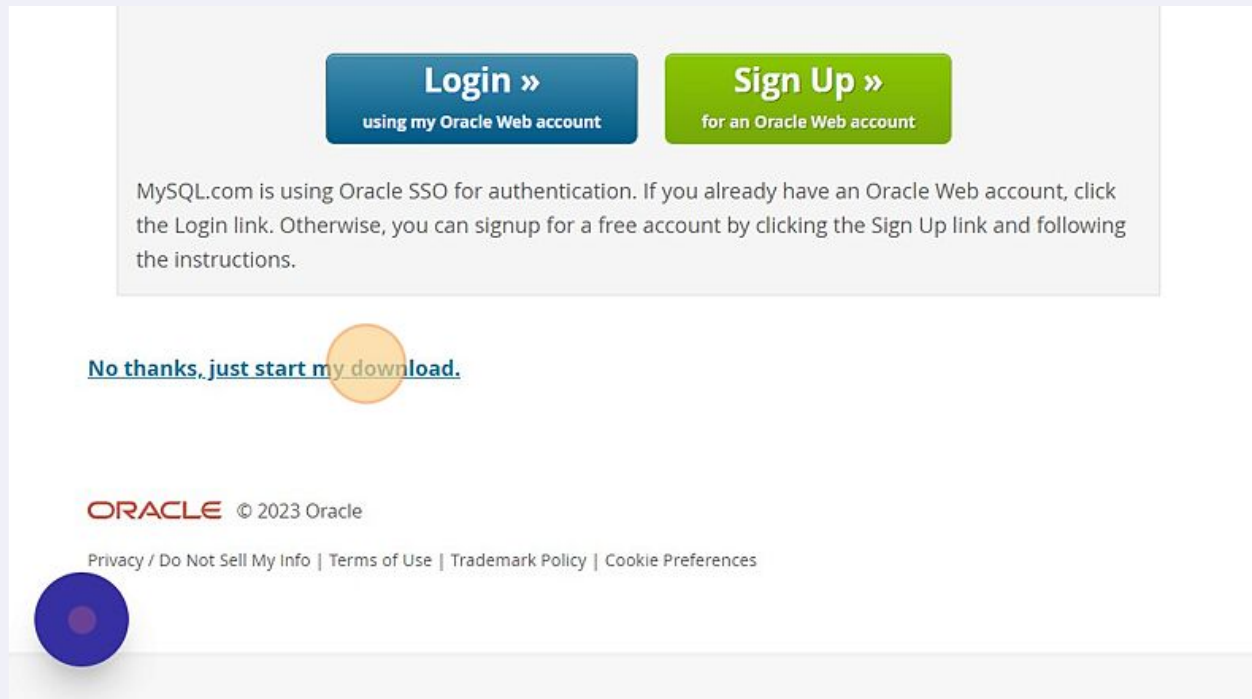 Login »
using my Oracle Web account
Sign Up »
for an Oracle Web account
MySQL.com is using Oracle SSO for authentication. If you already have an Oracle Web account, click
the Login link. Otherwise, you can signup for a free account by clicking the Sign Up link and following
the instructions.
No thanks, just start my download.
ORACLE © 2023 Oracle
Privacy / Do Not Sell My Info | Terms of Use | Trademark Policy | Cookie Preferences